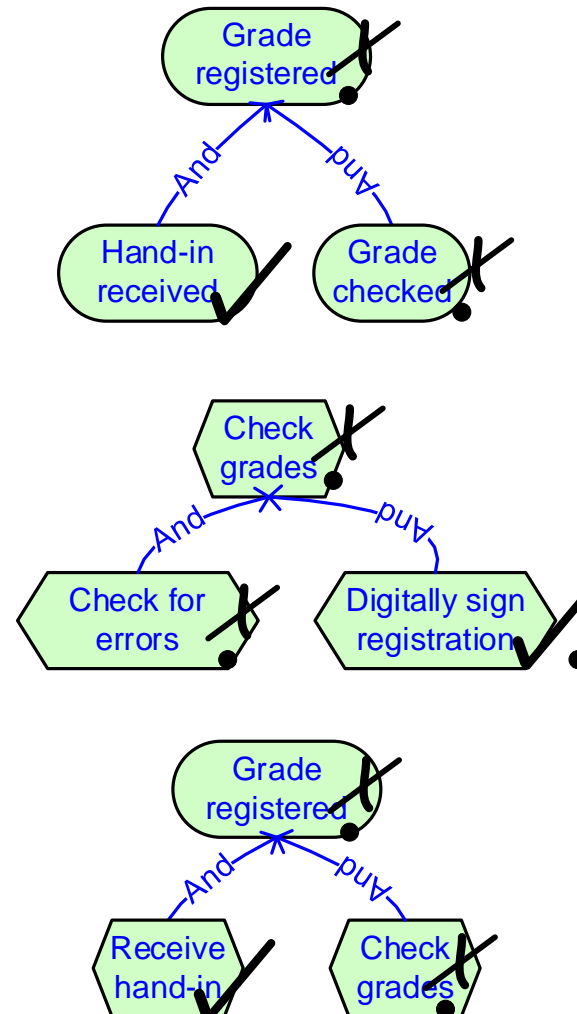 Grade
registered
And
And
Hand-in
received
Grade
checked
Check
grades
And
And
Check for
errors
Digitally sign
registration
Grade
registered
And
And
Receive
hand-in
Check
grades